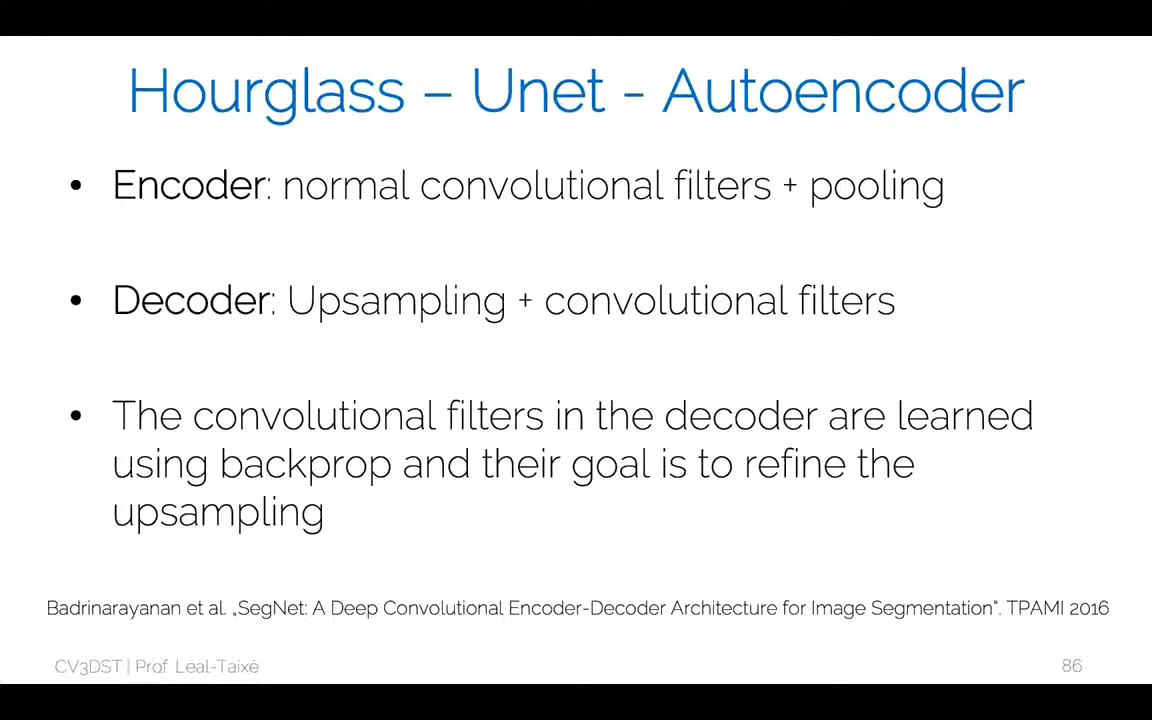 Hourglass – Unet - Autoencoder
• Encoder: normal convolutional filters + pooling
• Decoder: Upsampling + convolutional filters
• The convolutional filters in the decoder are learned
using backprop and their goal is to refine the
upsampling
Badrinarayanan et al. „SegNet: A Deep Convolutional Encoder-Decoder Architecture for Image Segmentation“. TPAMI 2016
CV3DST | Prof. Leal-Taixé
86